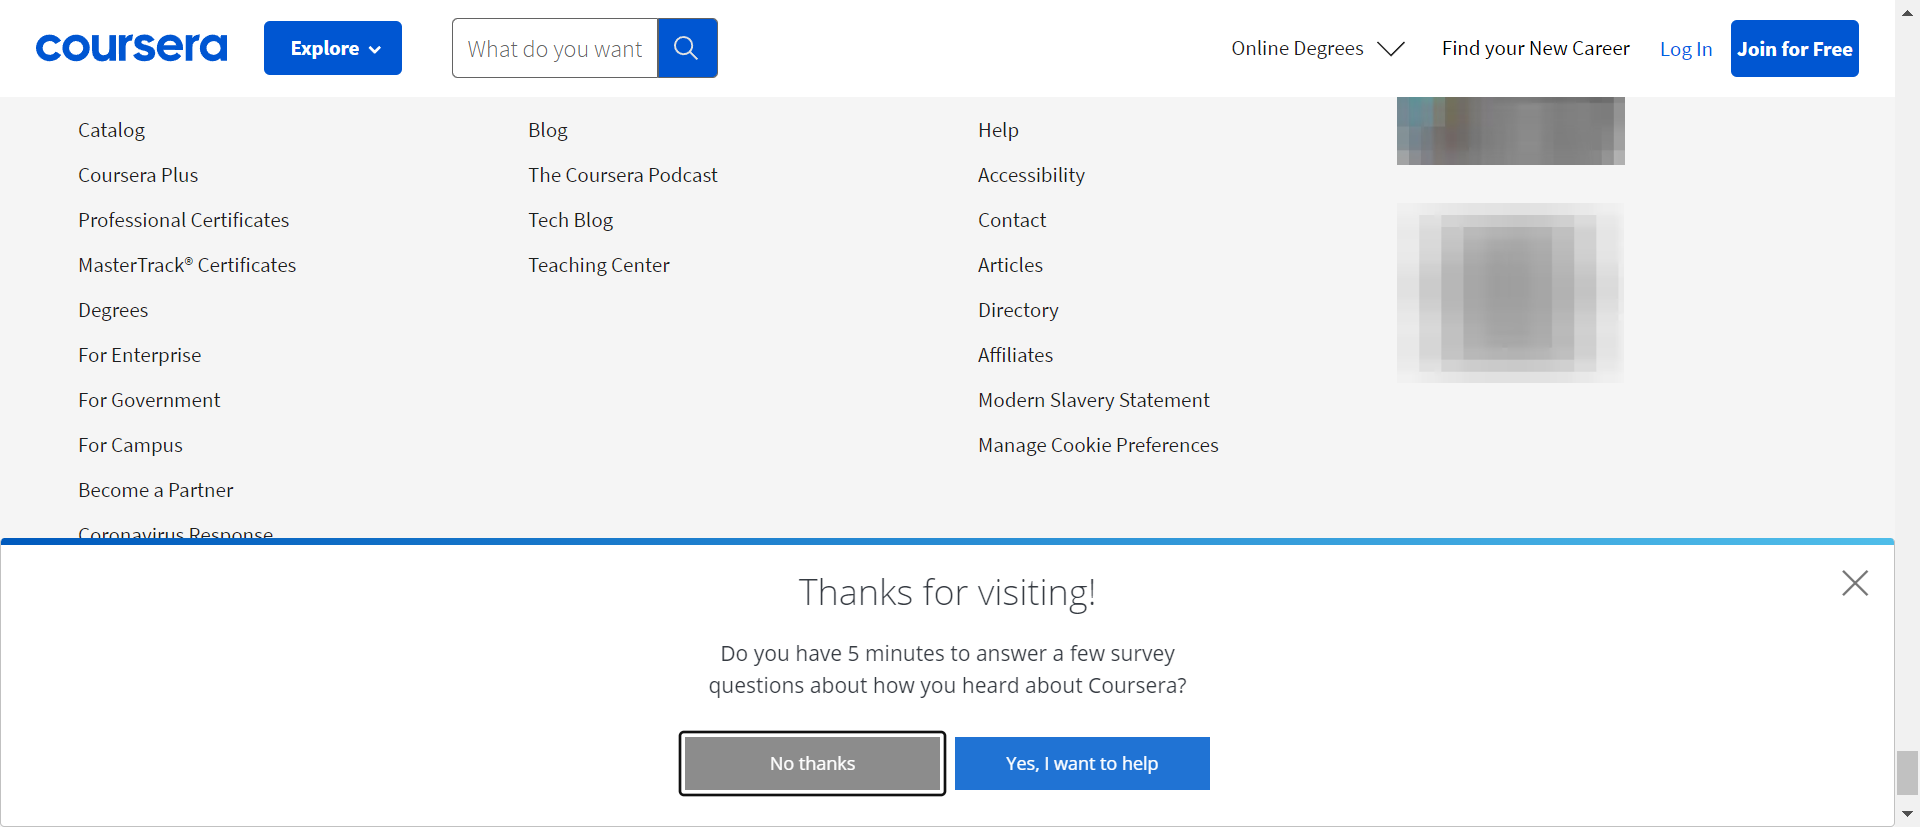 coursera
Explore
What do you want
Online Degrees
Find your New Career
Log In
Join for Free
Catalog
Coursera Plus
Professional Certificates
MasterTrack® Certificates
Degrees
For Enterprise
For Government
For Campus
Become a Partner
Coronavirus Response
Blog
The Coursera Podcast
Tech Blog
Teaching Center
Help
Accessibility
Contact
Articles
Directory
Affiliates
Modern Slavery Statement
Manage Cookie Preferences
Thanks for visiting!
Do you have 5 minutes to answer a few survey
questions about how you heard about Coursera?
No thanks
Yes, I want to help